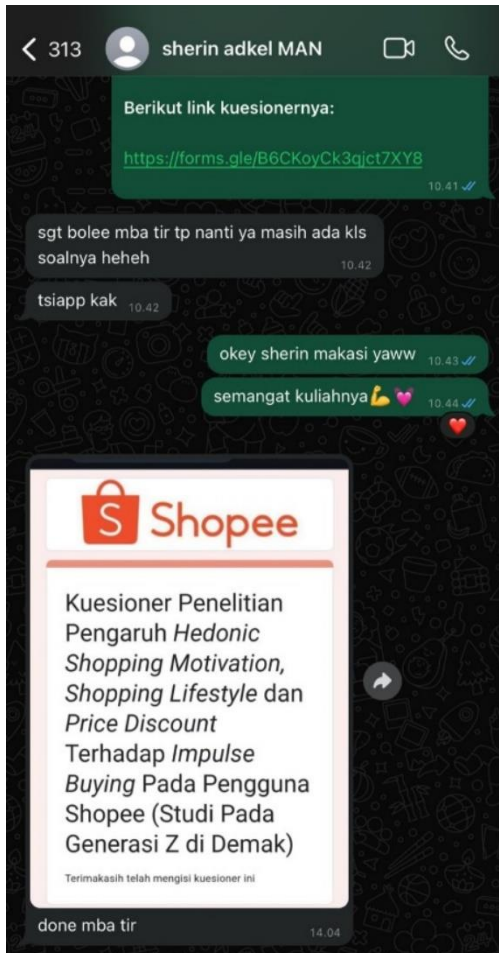 313
sherin adkel MAN
Berikut link kuesionernya:
https://forms.gle/B6CKoyCk3qjct7XY8
10.41
sgt bolee mba tir tp nanti ya masih ada kls
soalnya heheh
10.42
tsiapp kak
10.42
okey sherin makasi yaww
10.43
semangat kuliahnya💪💓
10.44
S Shopee
Kuesioner Penelitian
Pengaruh Hedonic
Shopping Motivation,
Shopping Lifestyle dan
Price Discount
Terhadap Impulse
Buying Pada Pengguna
Shopee (Studi Pada
Generasi Z di Demak)
Terimakasih telah mengisi kuesioner ini
done mba tir
14.04